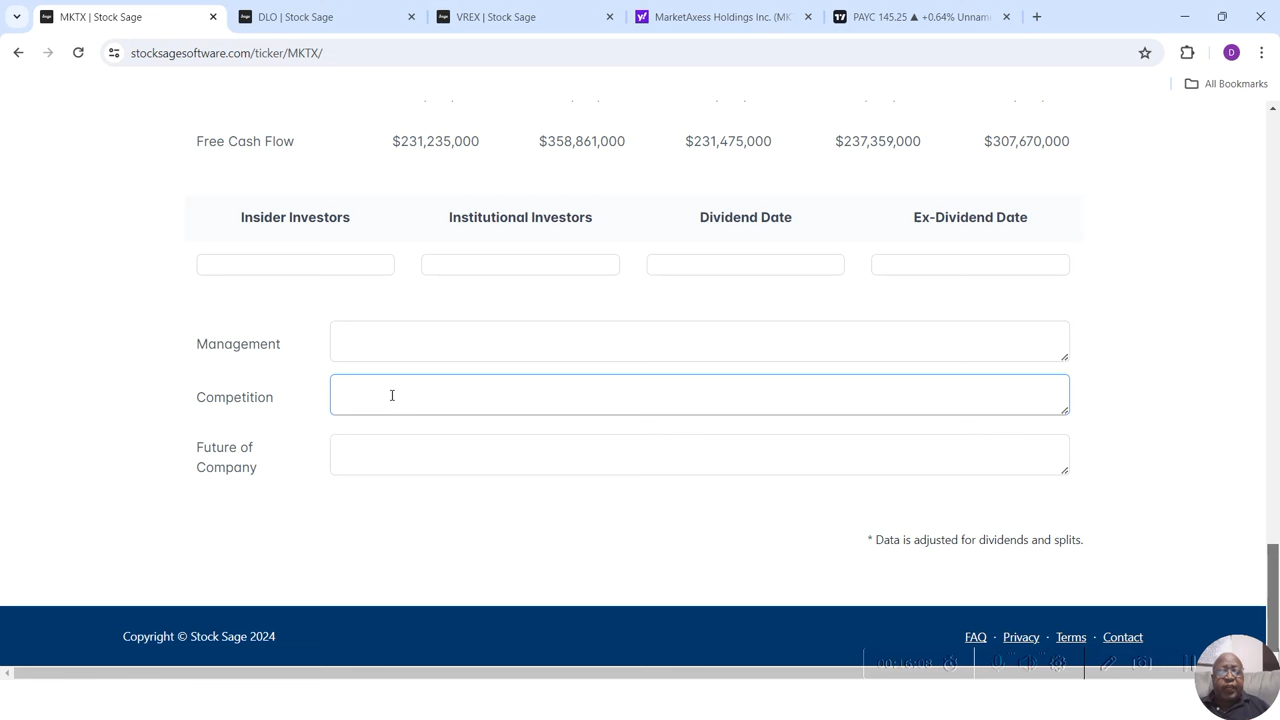 MKTX | Stock Sage
DLO | Stock Sage
VREX | Stock Sage
MarketAxess Holdings Inc. (MK
PAYC 145.25 ▲ +0.64% Unnam
stocksagesoftware.com/ticker/MKTX/
D
All Bookmarks
Free Cash Flow $231,235,000 $358,861,000 $231,475,000 $237,359,000 $307,670,000
Insider Investors Institutional Investors Dividend Date Ex-Dividend Date
Management
Competition
Future of
Company
* Data is adjusted for dividends and splits.
Copyright © Stock Sage 2024
FAQ · Privacy · Terms · Contact
00:16:08